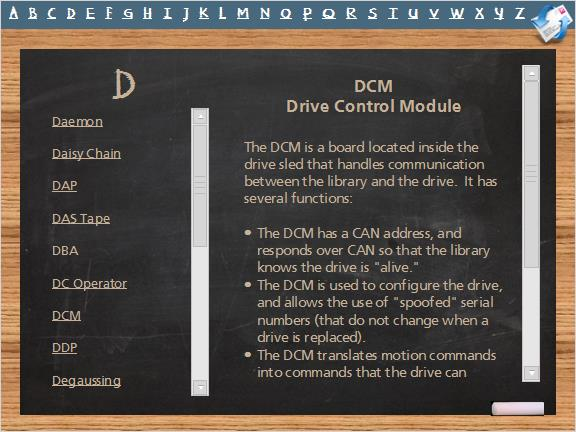 A B C D E F G H I J K L M N O P Q R S T U V W X Y Z
D
Daemon
Daisy Chain
DAP
DAS Tape
DBA
DC Operator
DCM
DDP
Degaussing
DCM
Drive Control Module
The DCM is a board located inside the
drive sled that handles communication
between the library and the drive.  It has
several functions:
• The DCM has a CAN address, and
responds over CAN so that the library
knows the drive is "alive."
• The DCM is used to configure the drive,
and allows the use of "spoofed" serial
numbers (that do not change when a
drive is replaced).
• The DCM translates motion commands
into commands that the drive can